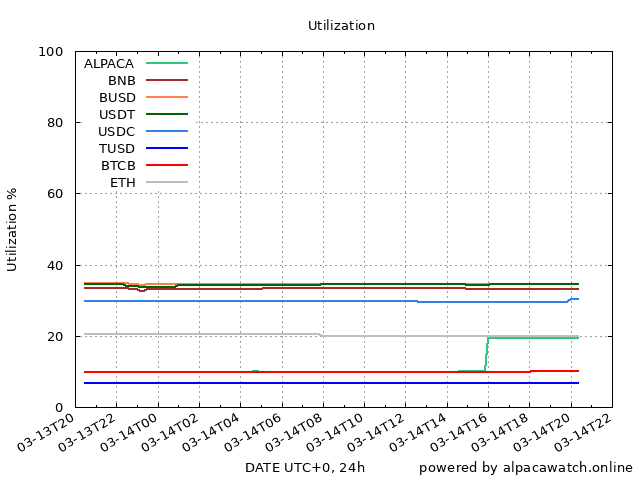 Utilization
100
80
60
40
20
0
Utilization %
ALPACA
BNB
BUSD
USDT
USDC
TUSD
BTCB
ETH
03-13T20
03-13T22
03-14T00
03-14T02
03-14T04
03-14T06
03-14T08
03-14T10
03-14T12
03-14T14
03-14T16
03-14T18
03-14T20
03-14T22
DATE UTC+0, 24h
powered by alpacawatch.online